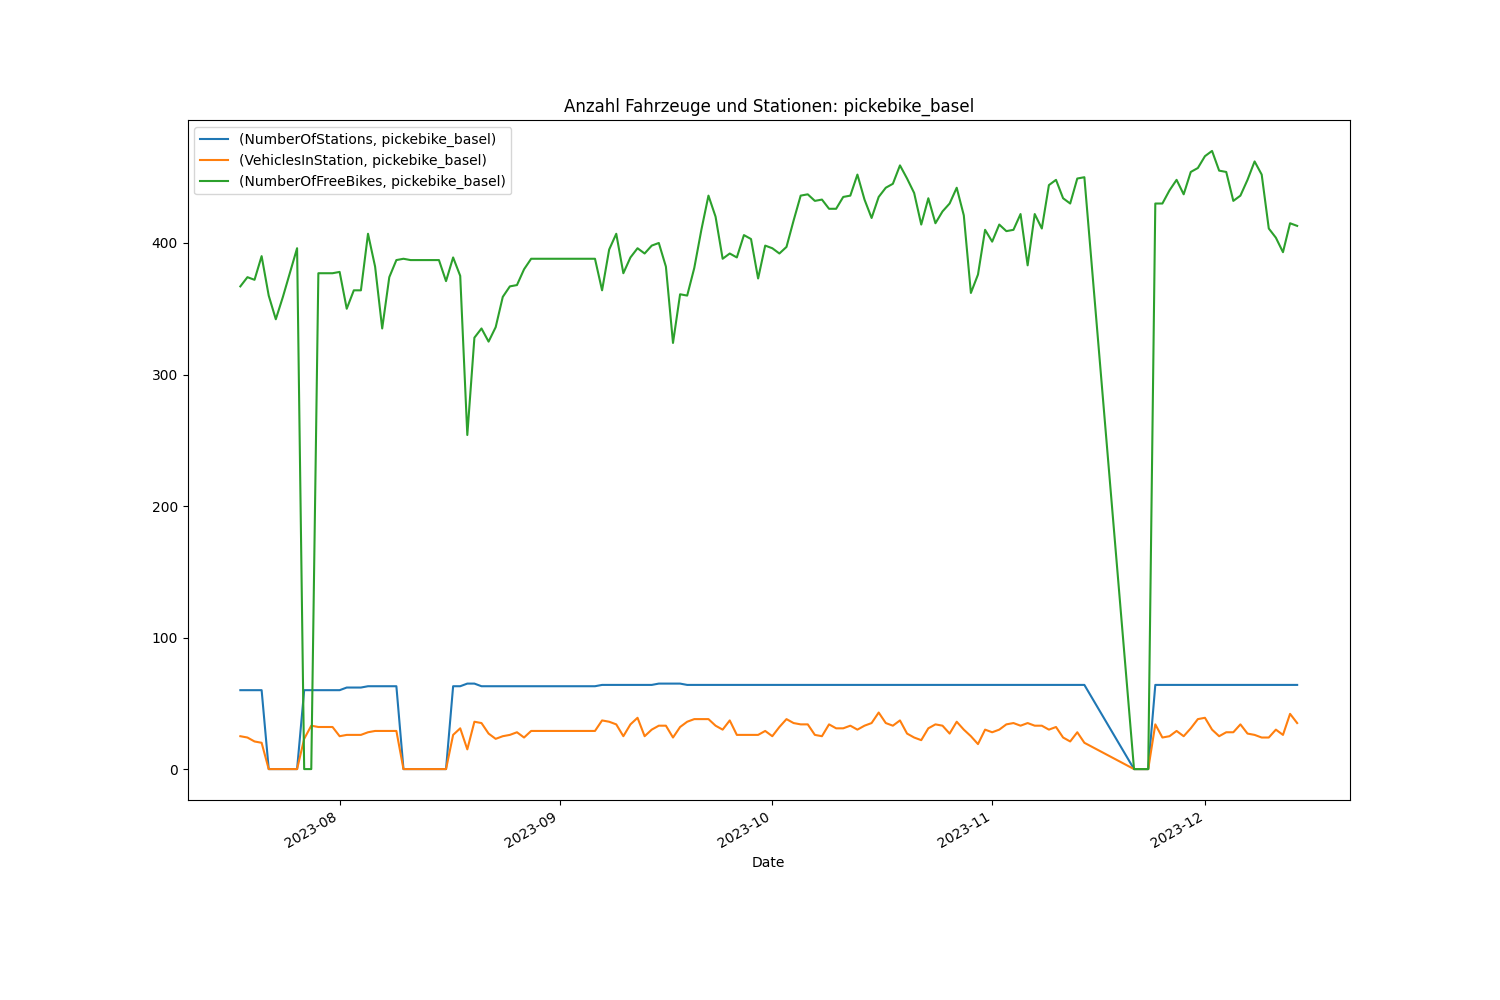 Anzahl Fahrzeuge und Stationen: pickebike_basel
(NumberOfStations, pickebike_basel)
(VehiclesInStation, pickebike_basel)
(NumberOfFreeBikes, pickebike_basel)
400
300
200
100
0
2023-08
2023-09
2023-10
2023-11
2023-12
Date